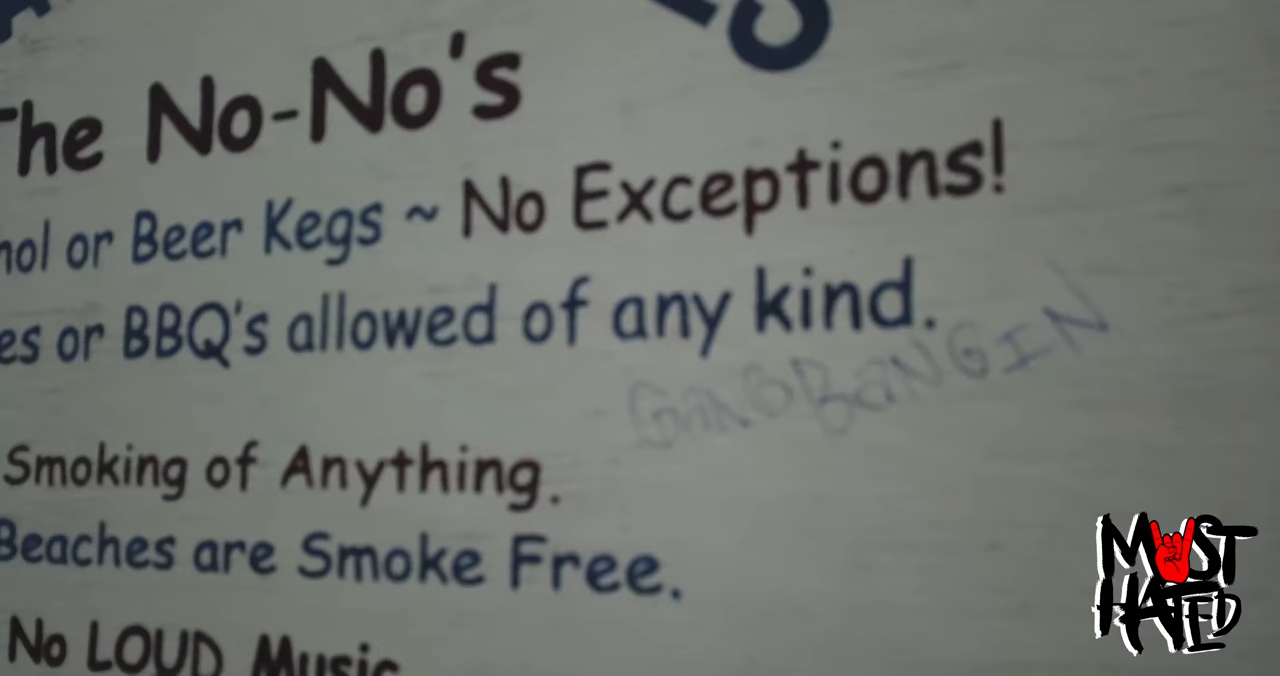 The No-No's
hol or Beer Kegs ~ No Exceptions!
es or BBQ's allowed of any kind.
GANGBANGIN
Smoking of Anything.
Beaches are Smoke Free.
No LOUD Music
MUST
HATED